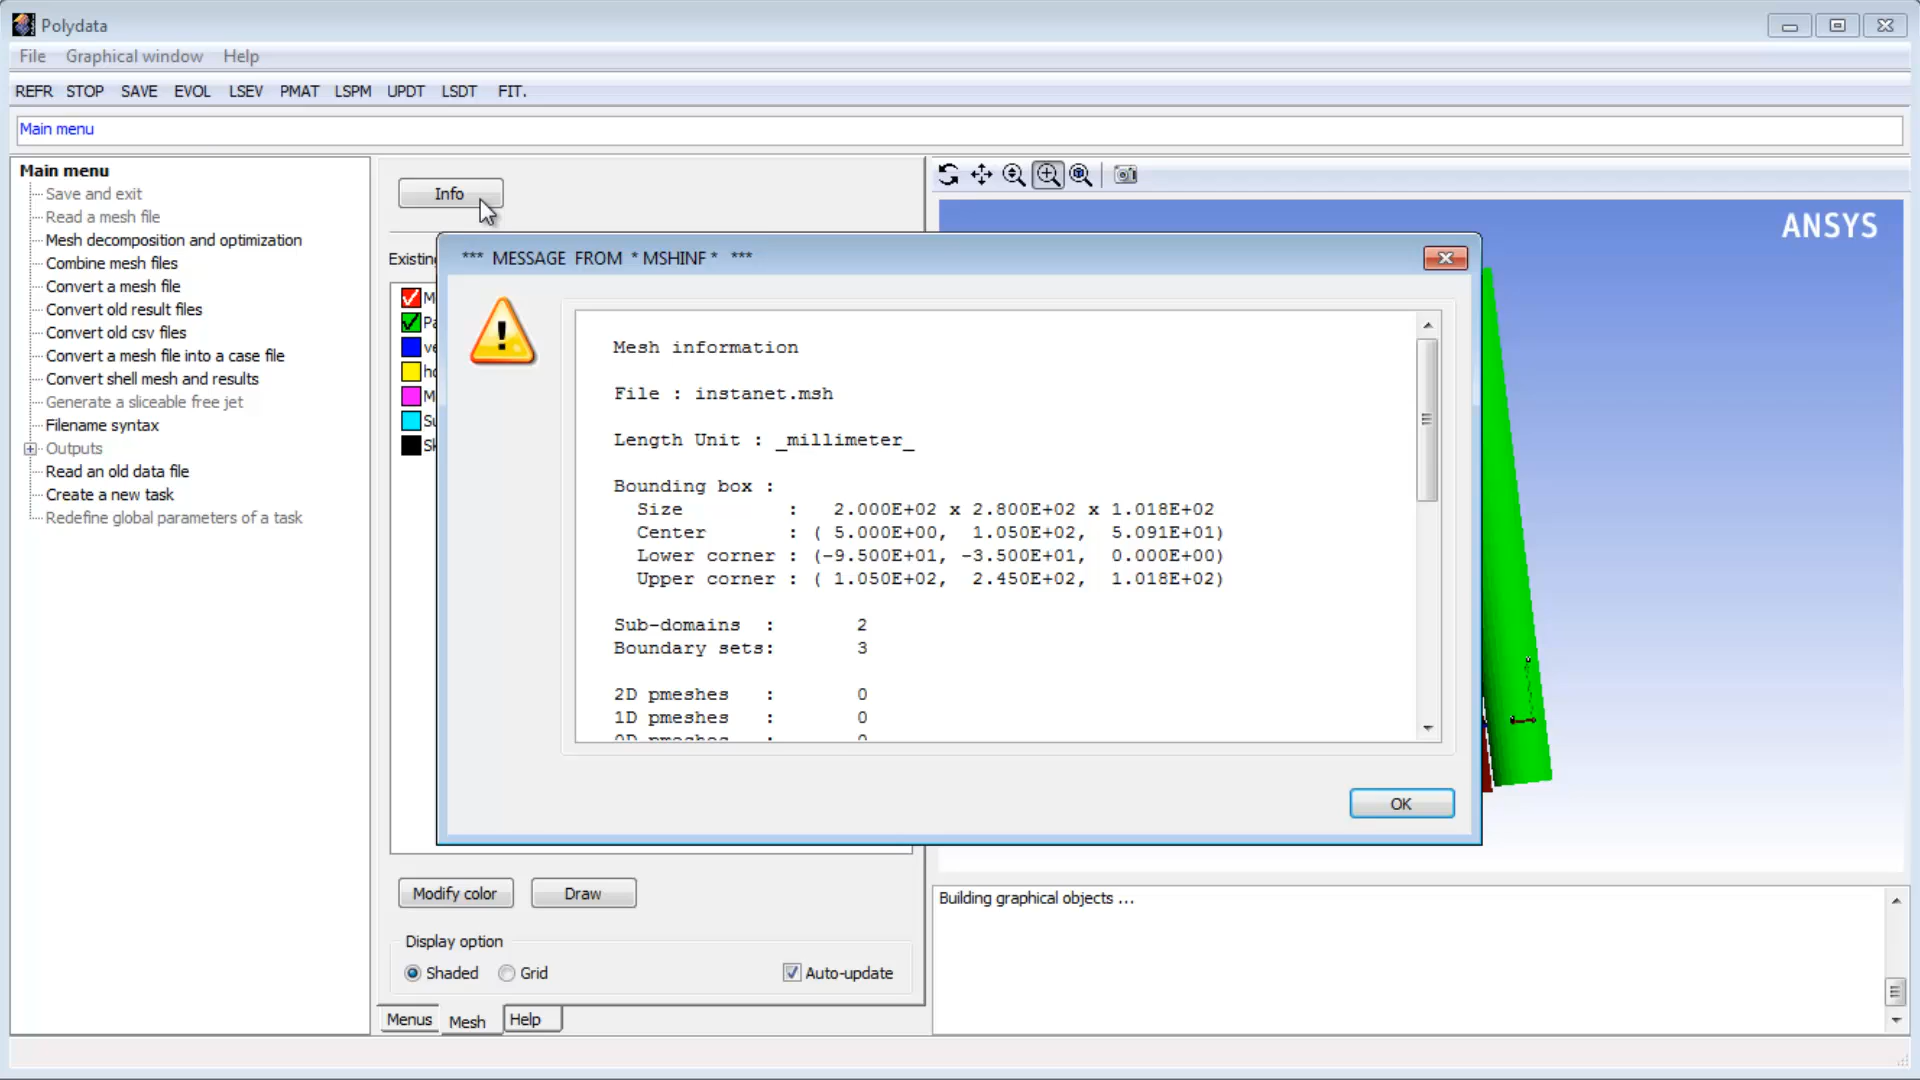 Polydata
File Graphical window Help
REFR STOP SAVE EVOL LSEV PMAT LSPM UPDT LSDT FIT.
Main menu
Main menu
Save and exit
Read a mesh file
Mesh decomposition and optimization
Combine mesh files
Convert a mesh file
Convert old result files
Convert old csv files
Convert a mesh file into a case file
Convert shell mesh and results
Generate a sliceable free jet
Filename syntax
Outputs
Read an old data file
Create a new task
Redefine global parameters of a task
Info
ANSYS
*** MESSAGE FROM * MSHINF * ***
Mesh information
File : instanet.msh
Length Unit : _millimeter_
Bounding box :
Size : 2.000E+02 x 2.800E+02 x 1.018E+02
Center : ( 5.000E+00, 1.050E+02, 5.091E+01)
Lower corner : (-9.500E+01, -3.500E+01, 0.000E+00)
Upper corner : ( 1.050E+02, 2.450E+02, 1.018E+02)
Sub-domains : 2
Boundary sets: 3
2D pmeshes : 0
1D pmeshes : 0
0D pmeshes : 0
OK
Modify color Draw
Display option
Shaded Grid Auto-update
Menus Mesh Help
Building graphical objects ...